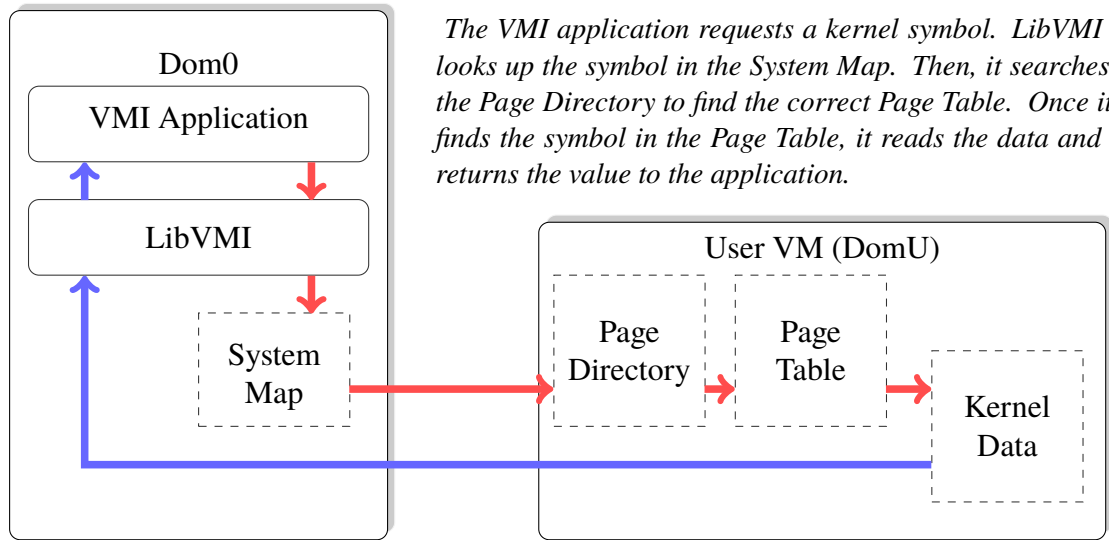 The VMI application requests a kernel symbol. LibVMI
looks up the symbol in the System Map. Then, it searches
the Page Directory to find the correct Page Table. Once it
finds the symbol in the Page Table, it reads the data and
returns the value to the application.
Dom0
VMI Application
LibVMI
System
Map
User VM (DomU)
Page
Directory
Page
Table
Kernel
Data